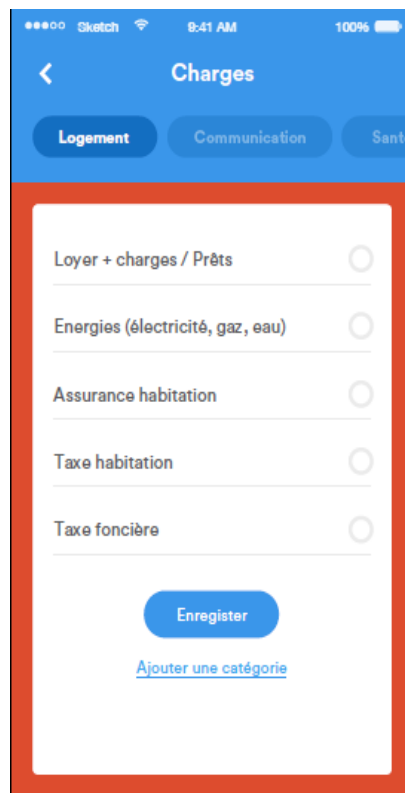 Sketch 9:41 AM 100%
Charges
Logement Communication Sant
Loyer + charges / Prêts
Energies (électricité, gaz, eau)
Assurance habitation
Taxe habitation
Taxe foncière
Enregister
Ajouter une catégorie